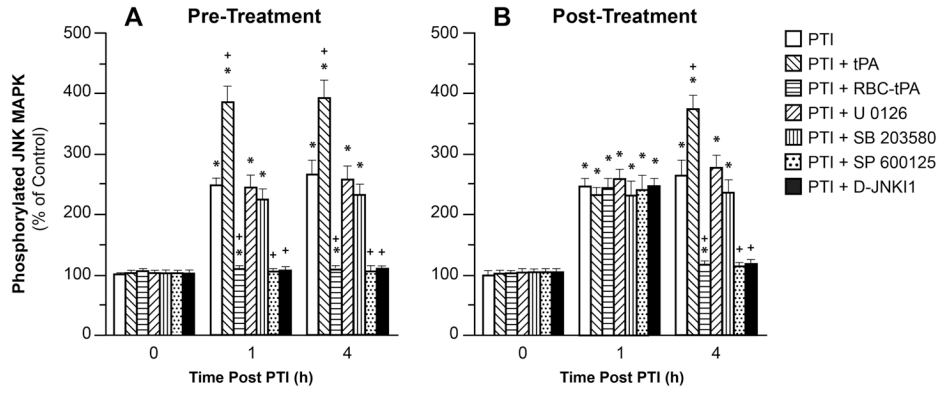 A Pre-Treatment
B Post-Treatment
Phosphorylated JNK MAPK
(% of Control)
500
400
300
200
100
0
* + * + * * * + + +
* + * + * * * + + +
0 1 4
Time Post PTI (h)
500
400
300
200
100
0
* * * * * * *
* + * + * * * + + +
0 1 4
Time Post PTI (h)
PTI
PTI + tPA
PTI + RBC-tPA
PTI + U 0126
PTI + SB 203580
PTI + SP 600125
PTI + D-JNKI1